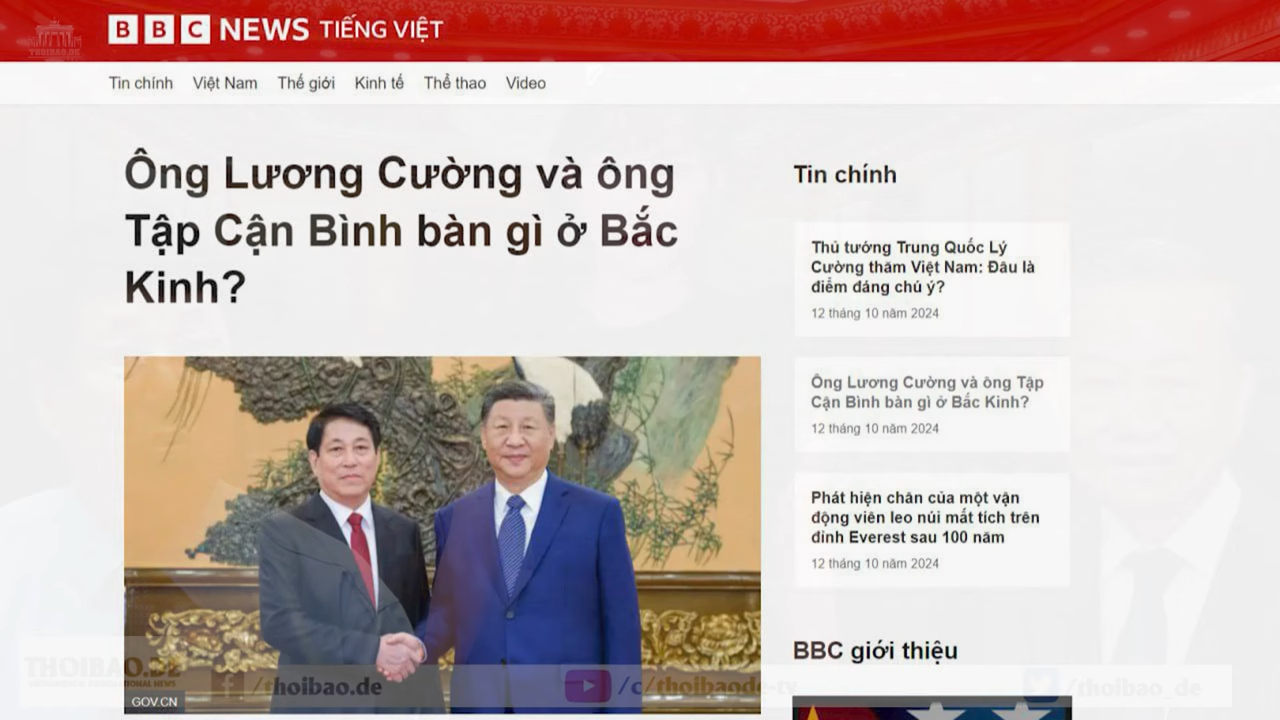 BBC NEWS TIẾNG VIỆT
THOIBAO.DE
Tin chính Việt Nam Thế giới Kinh tế Thể thao Video
Ông Lương Cường và ông
Tập Cận Bình bàn gì ở Bắc
Kinh?
Tin chính
Thủ tướng Trung Quốc Lý
Cường thăm Việt Nam: Đâu là
điểm đáng chú ý?
12 tháng 10 năm 2024
Ông Lương Cường và ông Tập
Cận Bình bàn gì ở Bắc Kinh?
12 tháng 10 năm 2024
Phát hiện chân của một vận
động viên leo núi mất tích trên
đỉnh Everest sau 100 năm
12 tháng 10 năm 2024
BBC giới thiệu
THOIBAO.DE
/thoibao.de
/c/thoibaode-tv
/thoibao_de
GOV.CN